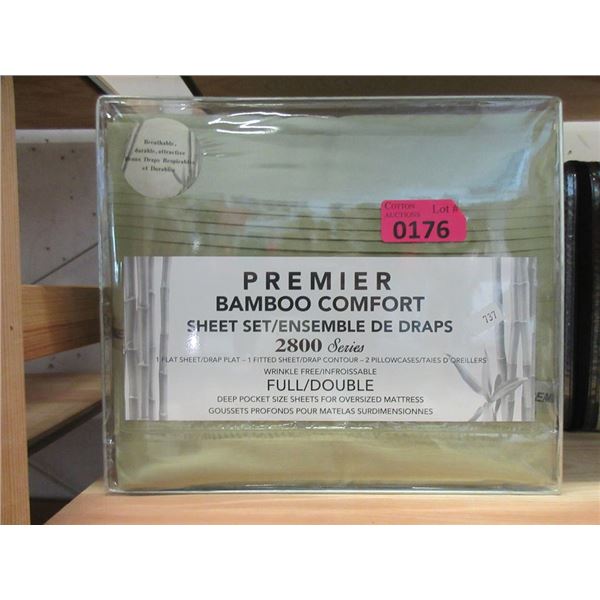 Breathable,
durable, attractive
Draps Respirables
et Durables
COTTON
AUCTIONS
Lot #
0176
PREMIER
BAMBOO COMFORT
SHEET SET/ENSEMBLE DE DRAPS
2800 Series
1 FLAT SHEET/DRAP PLAT – 1 FITTED SHEET/DRAP CONTOUR – 2 PILLOWCASES/TAIES D'OREILLERS
WRINKLE FREE/INFROISSABLE
FULL/DOUBLE
DEEP POCKET SIZE SHEETS FOR OVERSIZED MATTRESS
GOUSSETS PROFONDS POUR MATELAS SURDIMENSIONNES
737